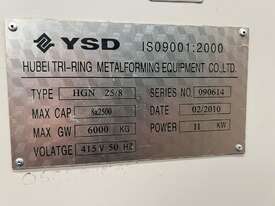 YSD ISO9001:2000
HUBEI TRI-RING METALFORMING EQUIPMENT CO.,LTD.
TYPE HGN 25/8 SERIES NO. 090614
MAX CAP 8x2500 DATE 02/2010
MAX GW 6000 KG POWER 11 KW
VOLATGE 415 V 50 HZ